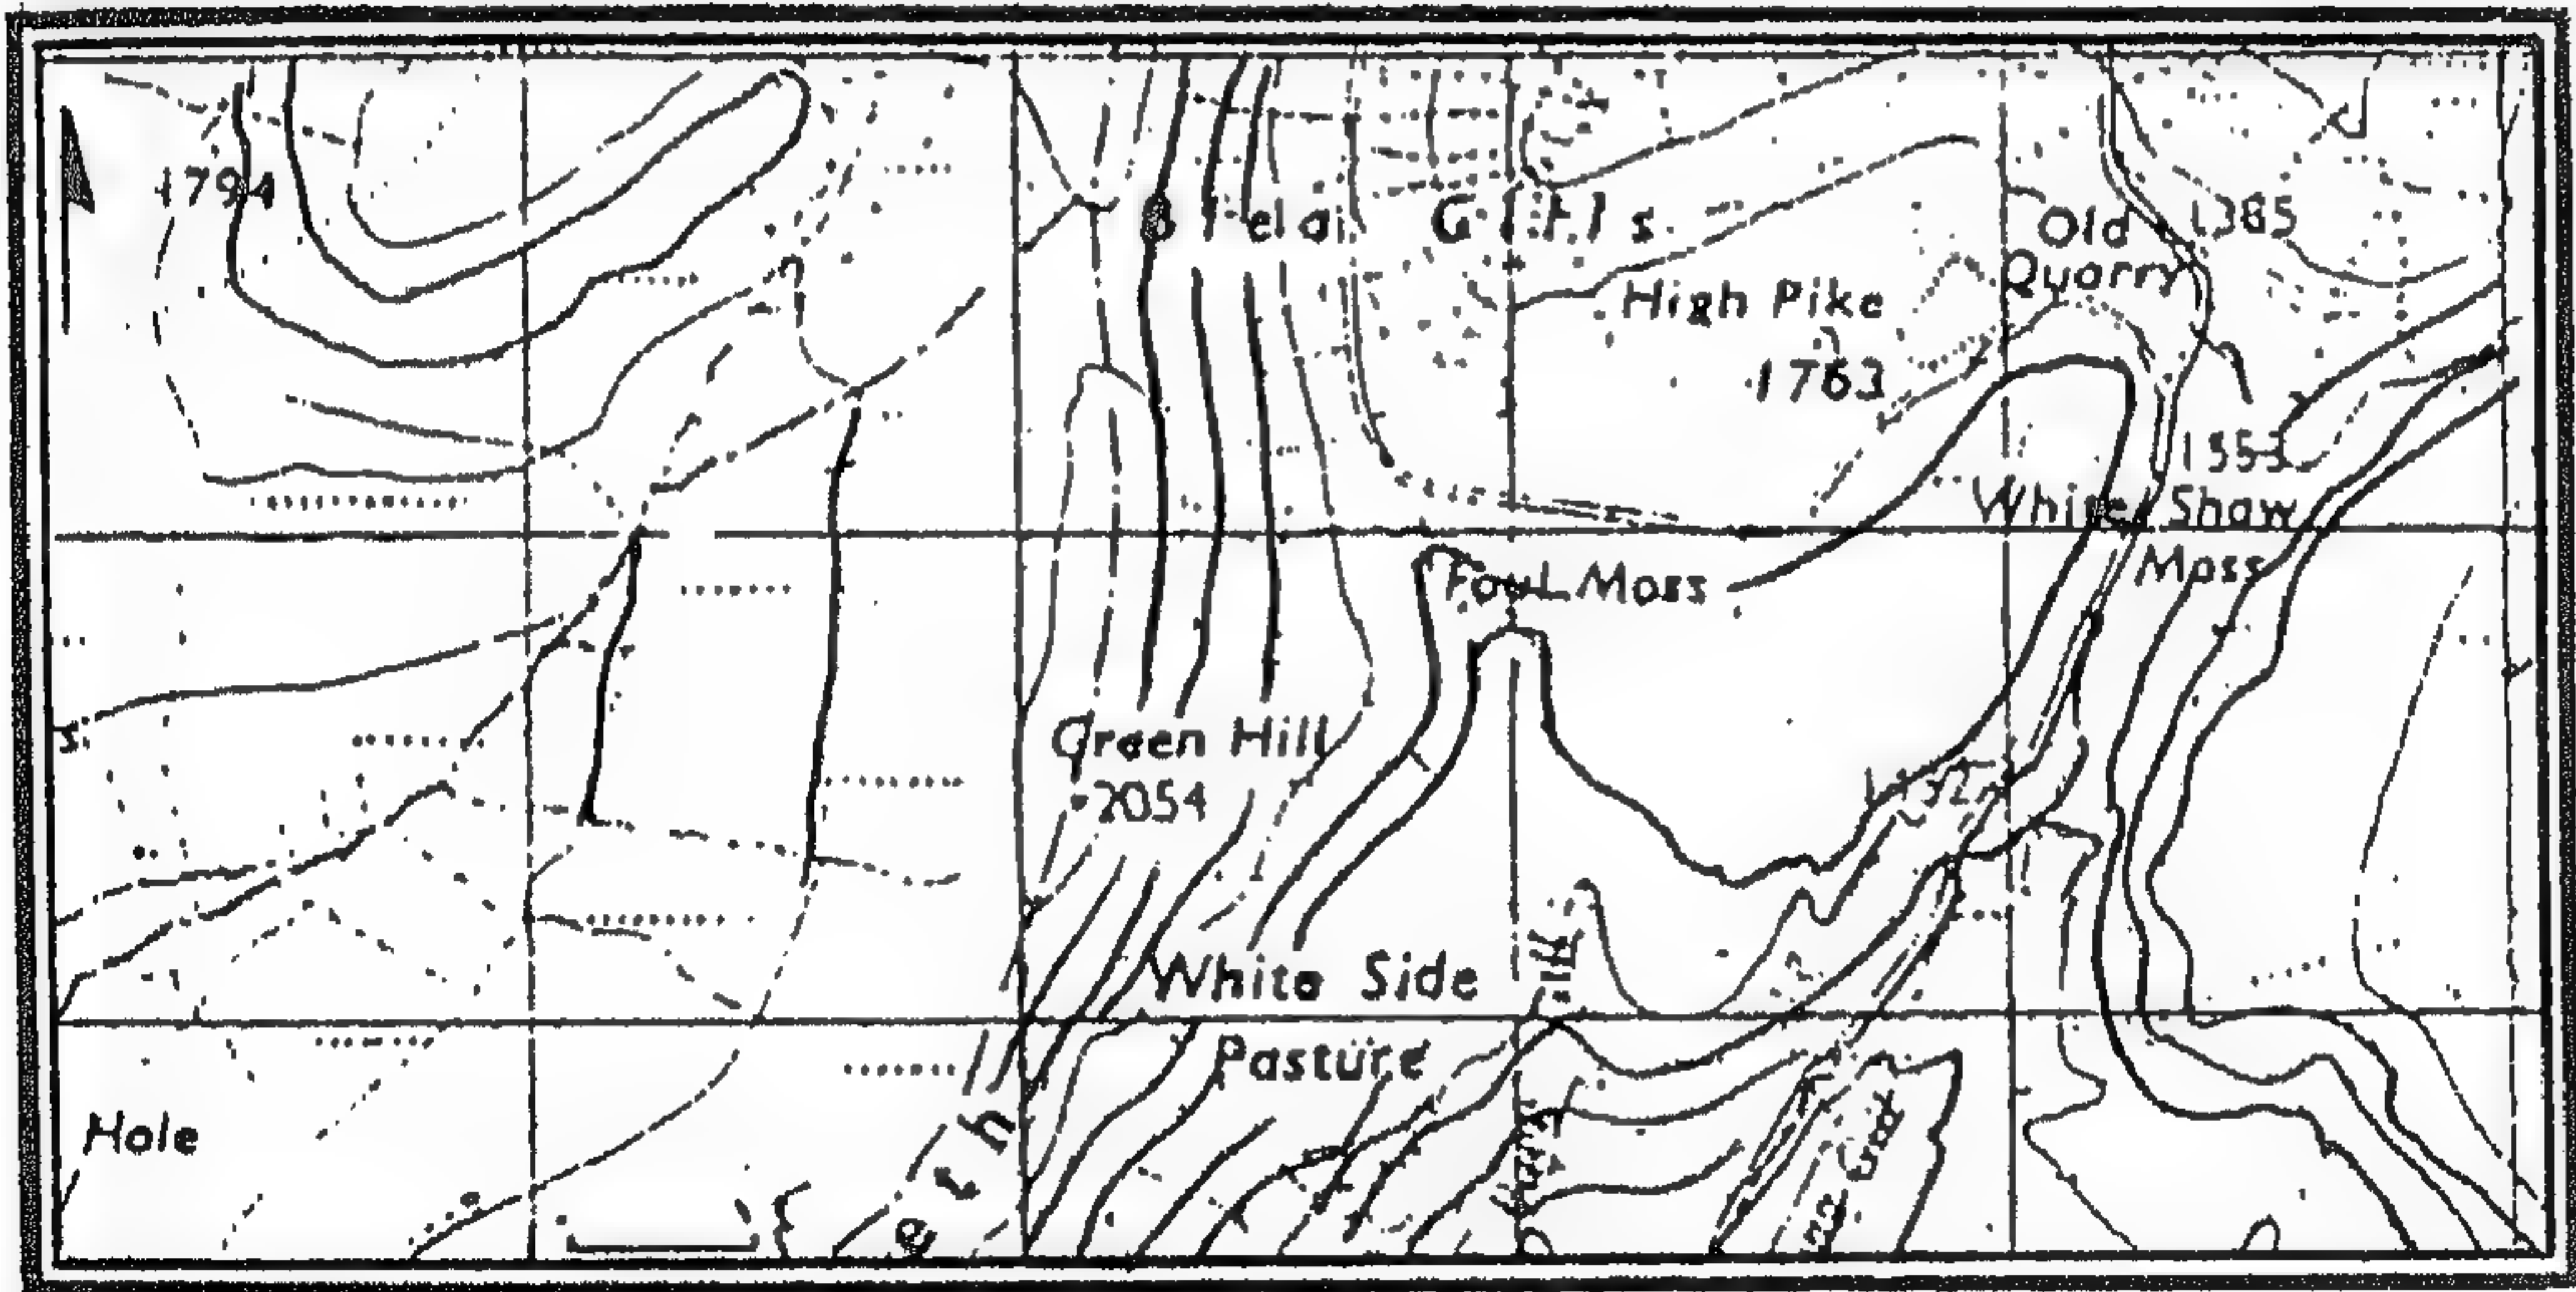 1794
Gills
Old
Quarry
1385
High Pike
1763
1553
White Shaw
Moss
Foul Moss
Green Hill
2054
White Side
Pasture
Hole
eth